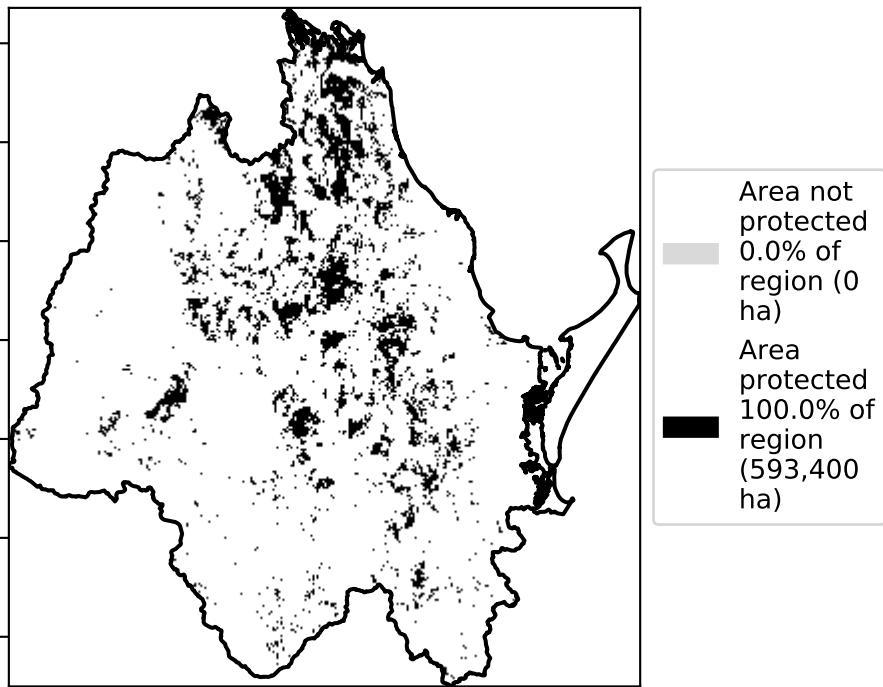 Area not
protected
0.0% of
region (0
ha)
Area
protected
100.0% of
region
(593,400
ha)